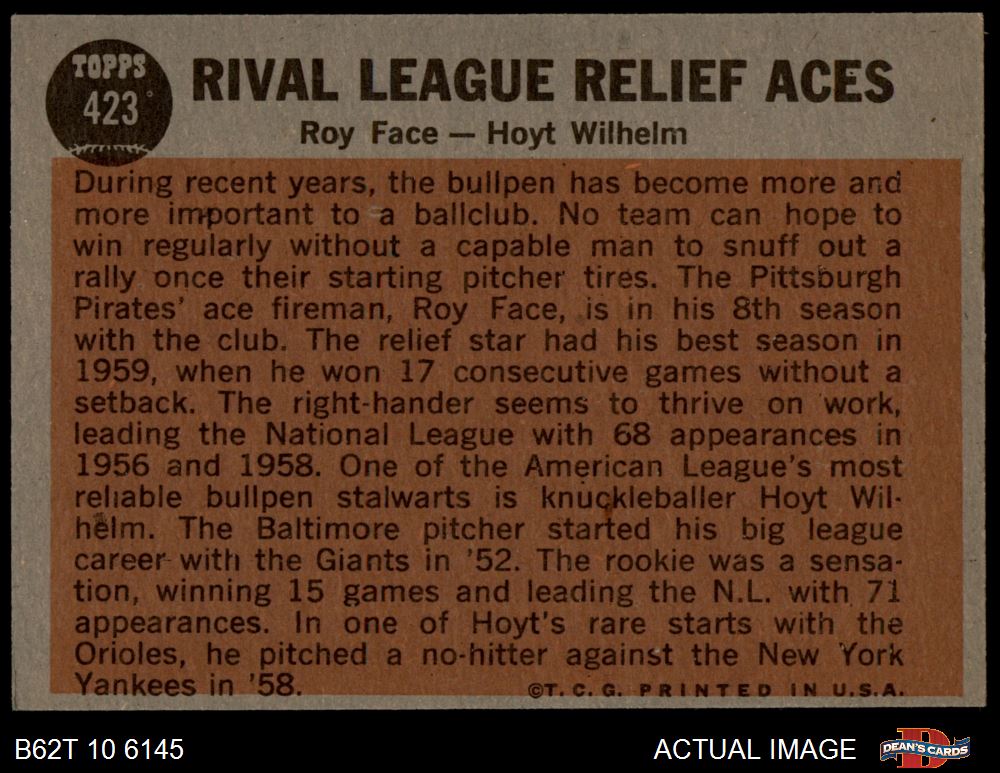 TOPPS
423
RIVAL LEAGUE RELIEF ACES
Roy Face — Hoyt Wilhelm
During recent years, the bullpen has become more and
more important to a ballclub. No team can hope to
win regularly without a capable man to snuff out a
rally once their starting pitcher tires. The Pittsburgh
Pirates' ace fireman, Roy Face, is in his 8th season
with the club. The relief star had his best season in
1959, when he won 17 consecutive games without a
setback. The right-hander seems to thrive on work,
leading the National League with 68 appearances in
1956 and 1958. One of the American League's most
reliable bullpen stalwarts is knuckleballer Hoyt Wil-
helm. The Baltimore pitcher started his big league
career with the Giants in '52. The rookie was a sensa-
tion, winning 15 games and leading the N.L. with 71
appearances. In one of Hoyt's rare starts with the
Orioles, he pitched a no-hitter against the New York
Yankees in '58.
©T. C. G. PRINTED IN U.S.A.
B62T 10 6145
ACTUAL IMAGE
DEAN'S CARDS